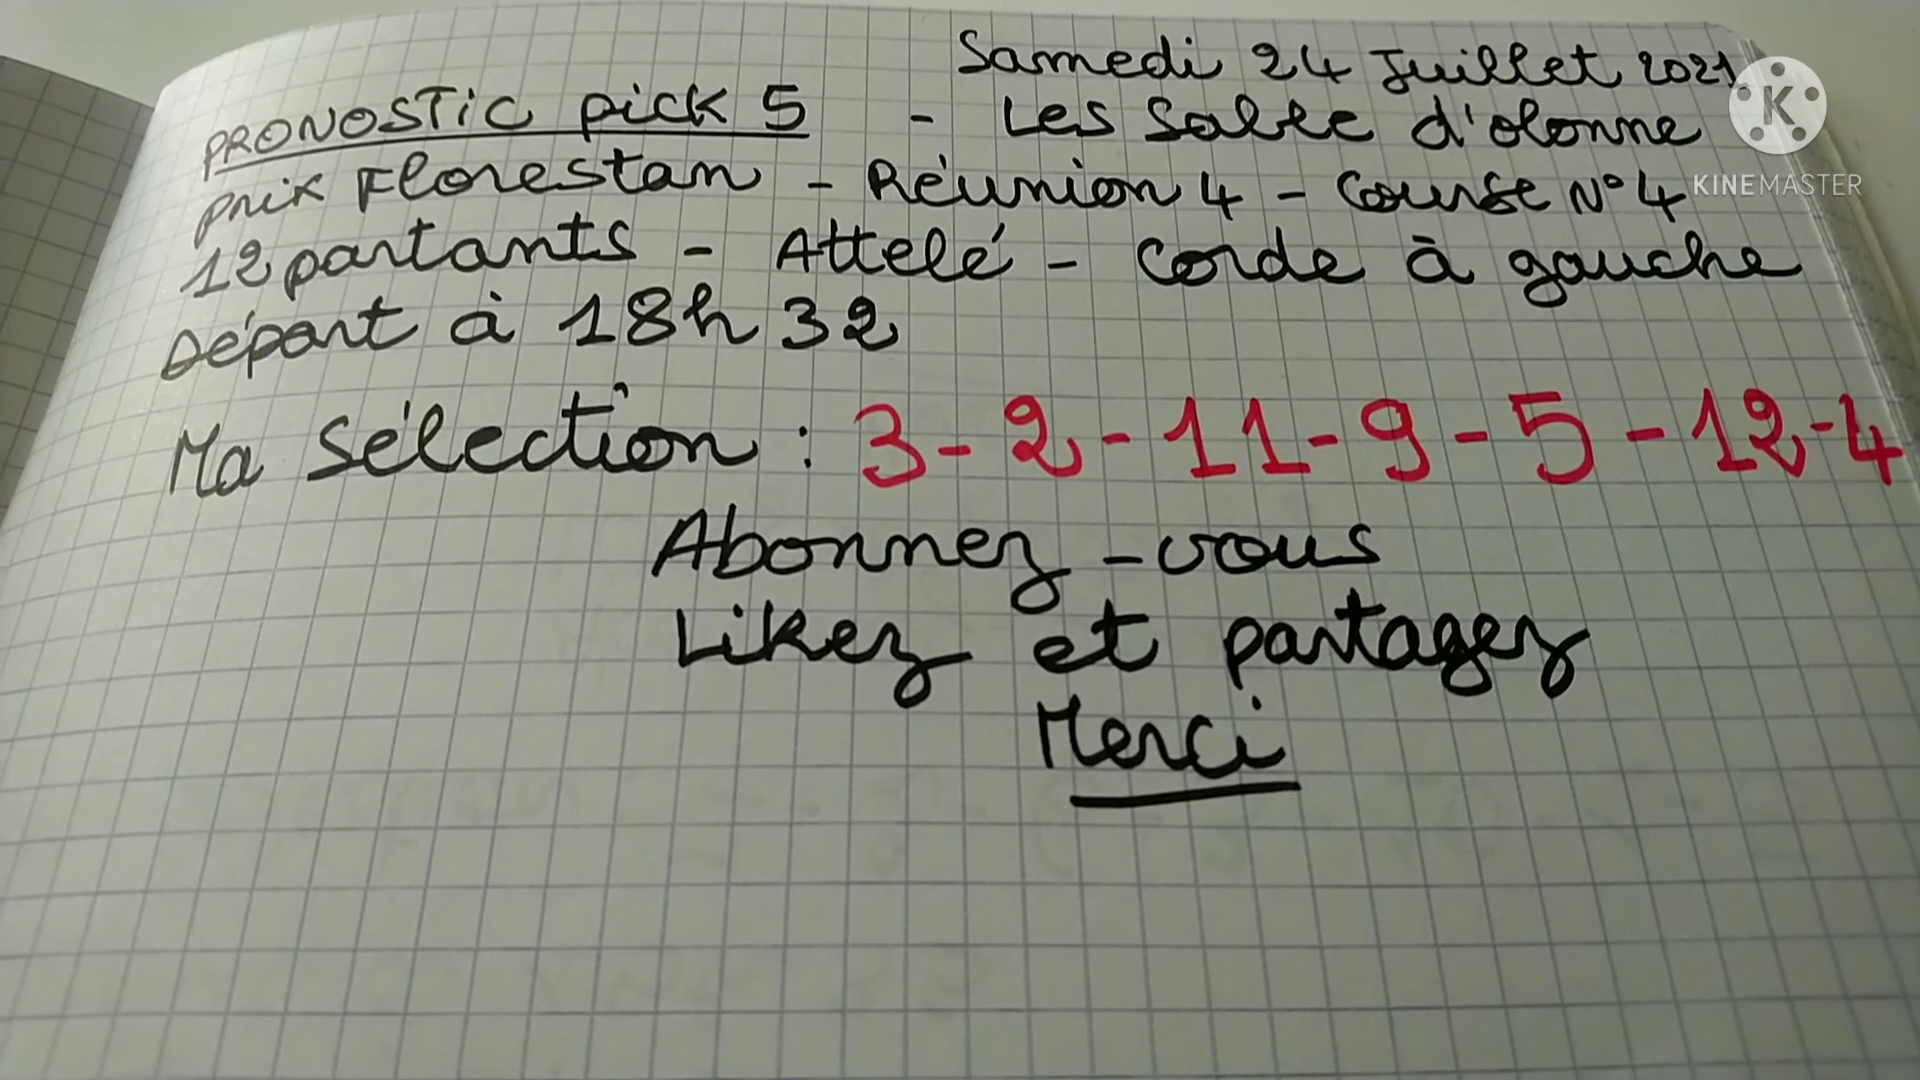 Samedi 24 Juillet 2021
PRONOSTIC pick 5 - Les Sable d'olonne
prix Florestan - Réunion 4 - Course N°4
12 partants - Attelé - Corde à gauche
Départ à 18h 32
Ma Sélection : 3 - 2 - 11 - 9 - 5 - 12 - 4
Abonnez - vous
Likez et partagez
Merci
K
KINEMASTER